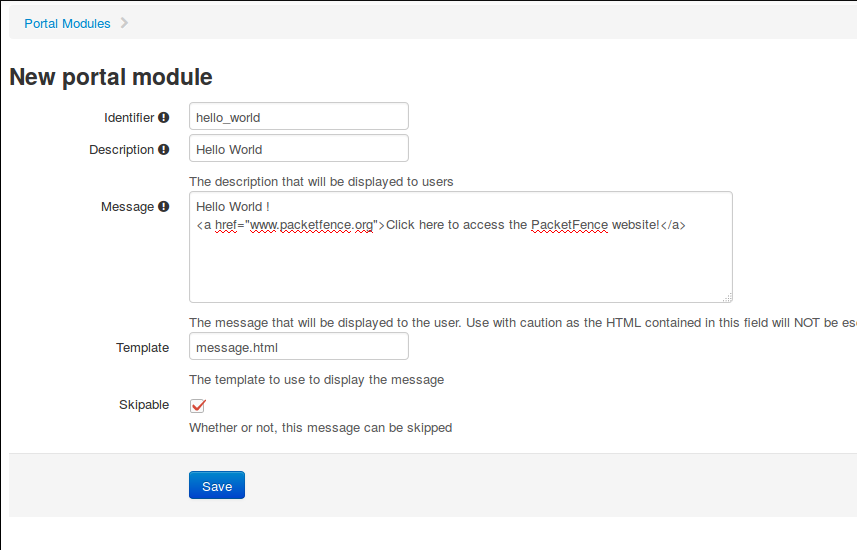 Portal Modules
New portal module
Identifier
hello_world
Description
Hello World
The description that will be displayed to users
Message
Hello World !
<a href="www.packetfence.org">Click here to access the PacketFence website!</a>
The message that will be displayed to the user. Use with caution as the HTML contained in this field will NOT be es
Template
message.html
The template to use to display the message
Skipable
Whether or not, this message can be skipped
Save